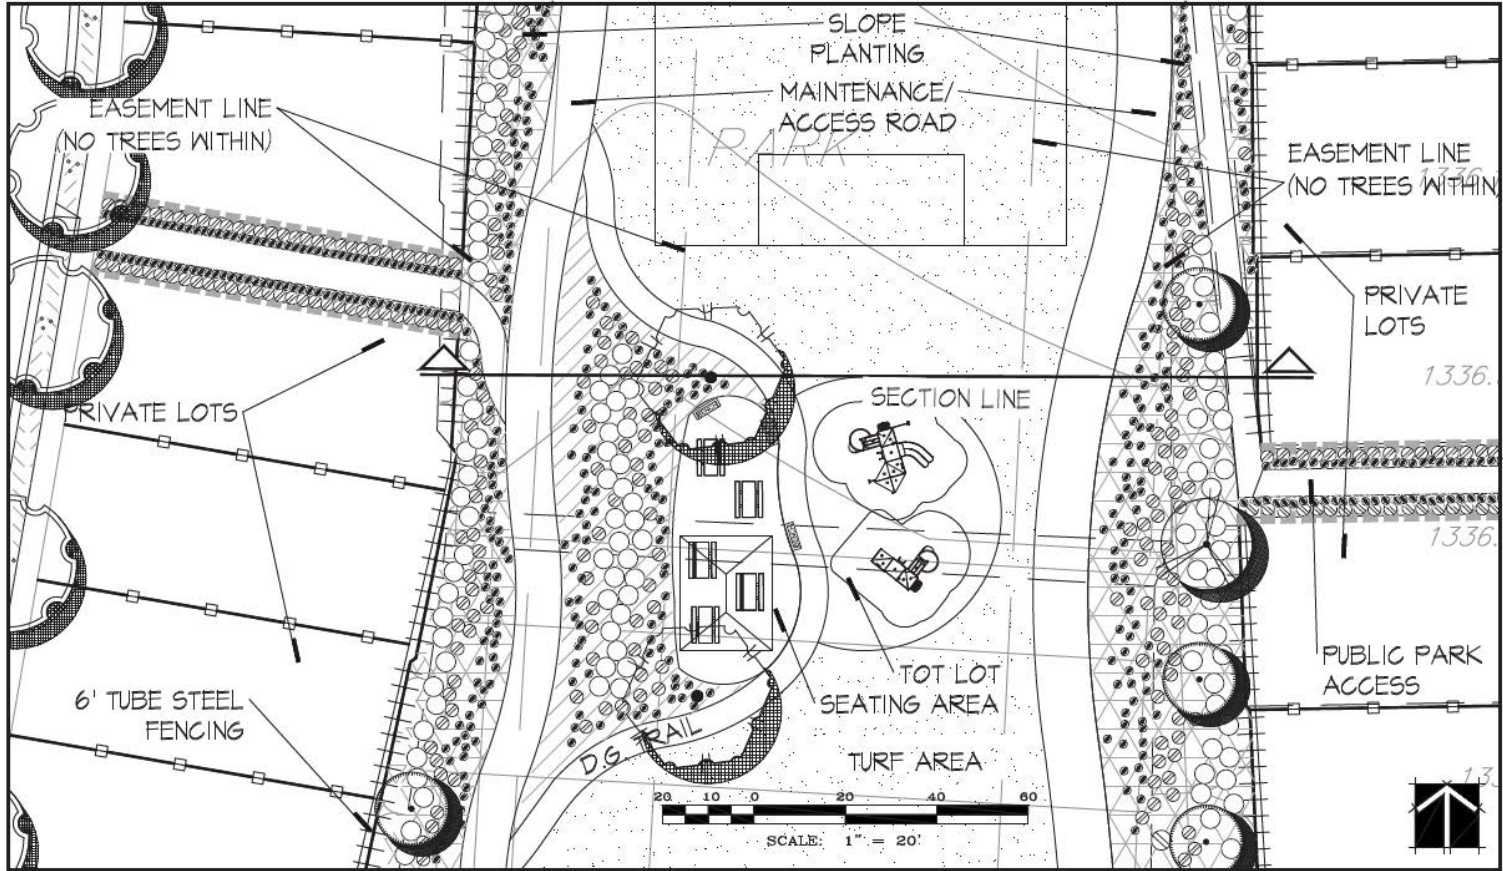 SLOPE
PLANTING
MAINTENANCE/
ACCESS ROAD
PARK
EASEMENT LINE
(NO TREES WITHIN)
EASEMENT LINE
(NO TREES WITHIN
1336.
PRIVATE
LOTS
1336.
SECTION LINE
PRIVATE LOTS
1336.
PUBLIC PARK
ACCESS
TOT LOT
SEATING AREA
6' TUBE STEEL
FENCING
D.G. TRAIL
TURF AREA
13
20 10 0 20 40 60
SCALE: 1" = 20'